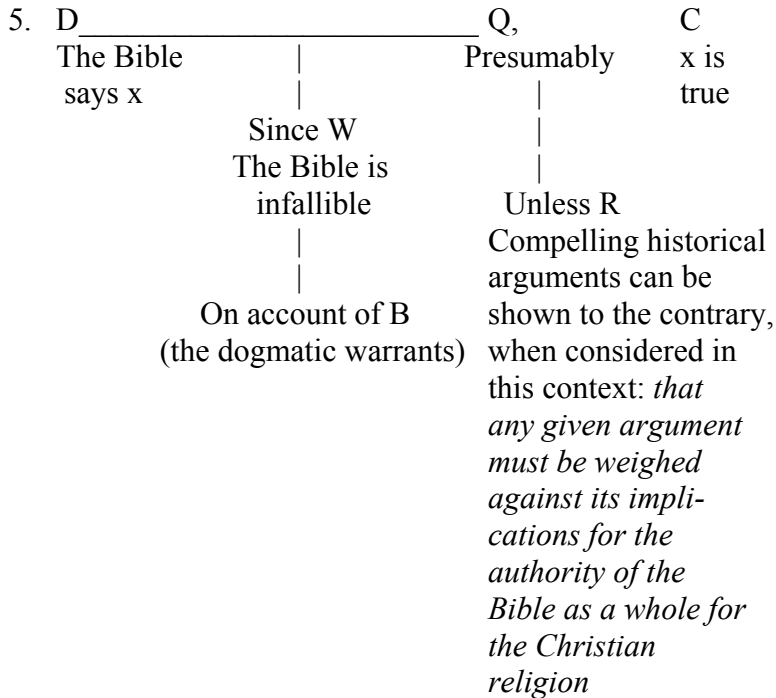 5. D__________________________ Q, C
The Bible | Presumably x is
says x | | true
Since W |
The Bible is |
infallible Unless R
| Compelling historical
| arguments can be
On account of B shown to the contrary,
(the dogmatic warrants) when considered in
this context: that
any given argument
must be weighed
against its impli-
cations for the
authority of the
Bible as a whole for
the Christian
religion